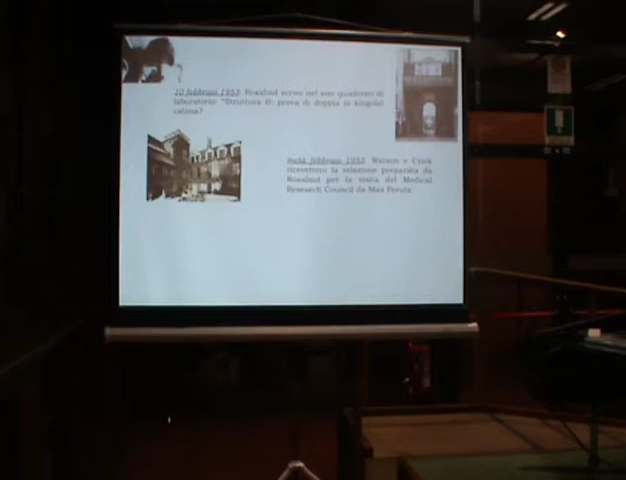 10 febbraio 1953: Rosalind scrive nel suo quaderno di
laboratorio: "Struttura B: prova di doppia (o singola)
catena?
metà febbraio 1953: Watson e Crick
ricevettero la relazione preparata da
Rosalind per la visita del Medical
Research Council da Max Perutz.